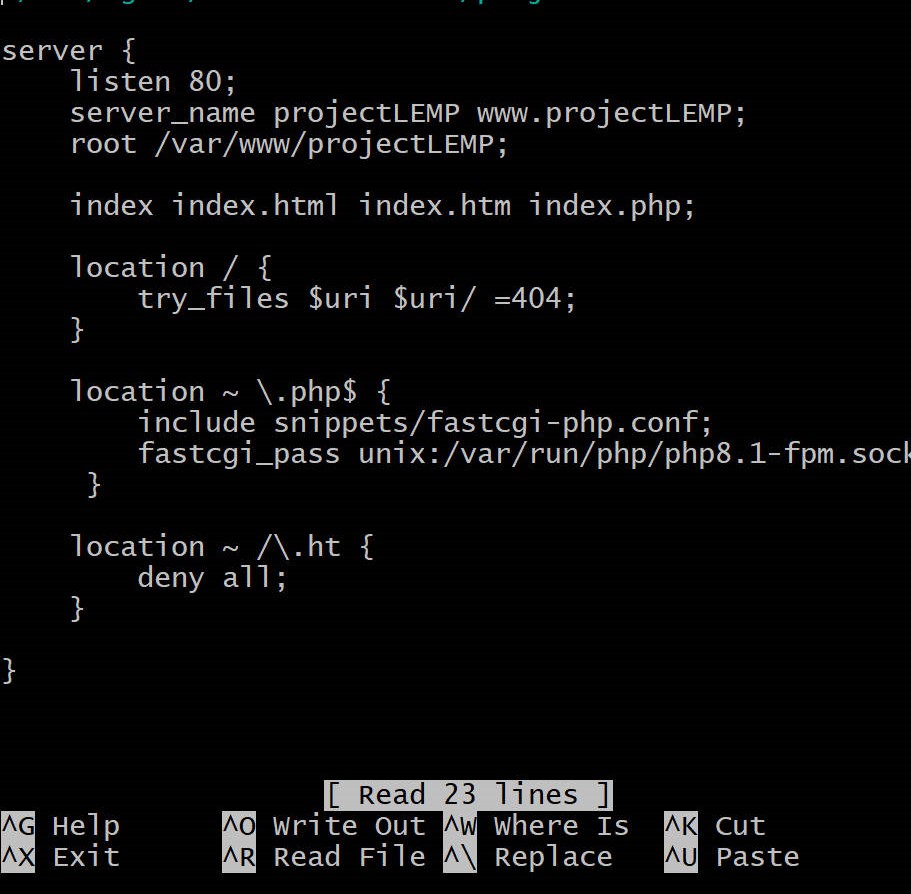 server {
    listen 80;
    server_name projectLEMP www.projectLEMP;
    root /var/www/projectLEMP;
    index index.html index.htm index.php;
    location / {
        try_files $uri $uri/ =404;
    }
    location ~ \.php$ {
        include snippets/fastcgi-php.conf;
        fastcgi_pass unix:/var/run/php/php8.1-fpm.sock
     }
    location ~ /\.ht {
        deny all;
    }
}
[ Read 23 lines ]
^G Help ^O Write Out ^W Where Is ^K Cut
^X Exit ^R Read File ^\ Replace ^U Paste